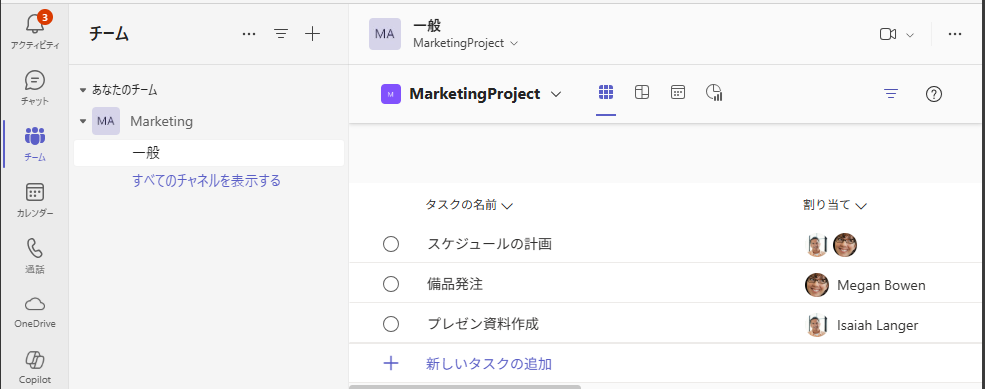 3
アクティビティ
チャット
チーム
カレンダー
通話
OneDrive
Copilot
チーム
あなたのチーム
MA Marketing
一般
すべてのチャネルを表示する
MA 一般
MarketingProject
M MarketingProject
タスクの名前 割り当て
スケジュールの計画
備品発注 Megan Bowen
プレゼン資料作成 Isaiah Langer
新しいタスクの追加